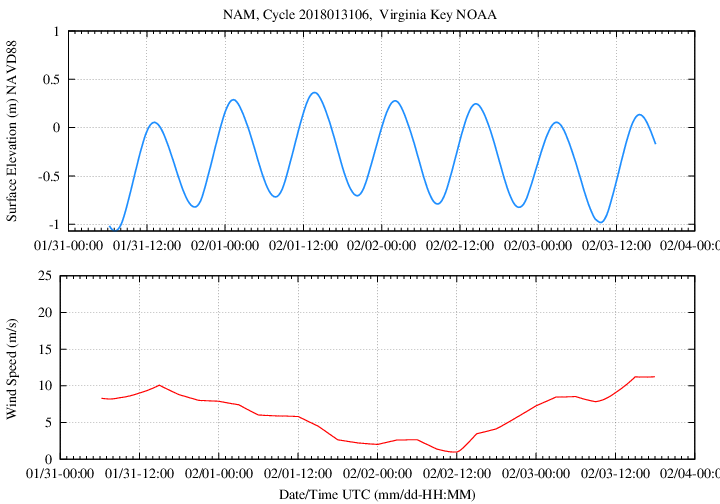 NAM, Cycle 2018013106,  Virginia Key NOAA
Surface Elevation (m) NAVD88
1
0.5
0
-0.5
-1
01/31-00:00 01/31-12:00 02/01-00:00 02/01-12:00 02/02-00:00 02/02-12:00 02/03-00:00 02/03-12:00 02/04-00:0
Wind Speed (m/s)
25
20
15
10
5
0
01/31-00:00 01/31-12:00 02/01-00:00 02/01-12:00 02/02-00:00 02/02-12:00 02/03-00:00 02/03-12:00 02/04-00:0
Date/Time UTC (mm/dd-HH:MM)